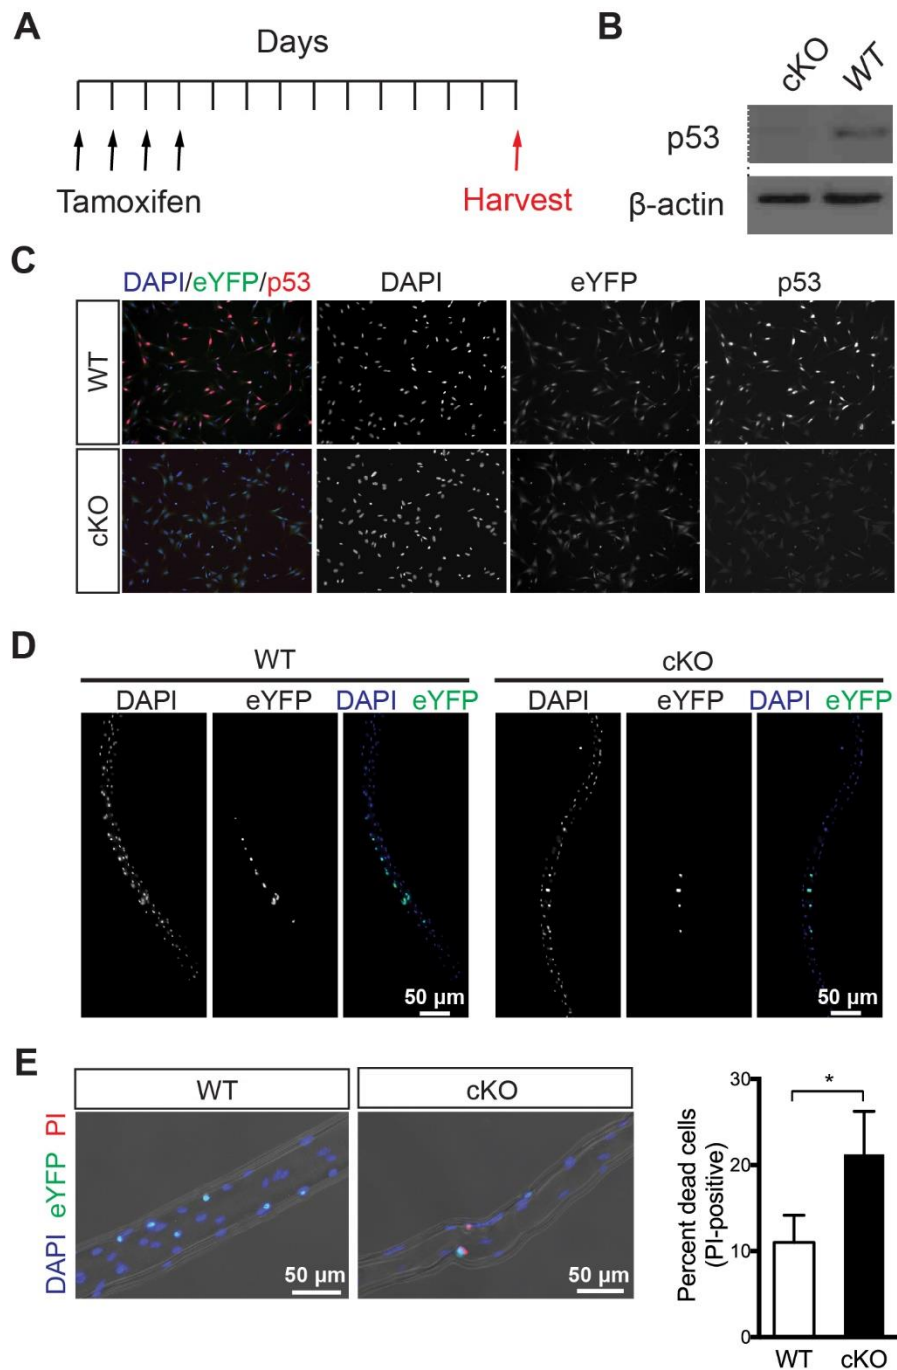 A
Days
Tamoxifen
Harvest
B
cKO
WT
p53
β-actin
C
DAPI/eYFP/p53
DAPI
eYFP
p53
WT
cKO
D
WT
cKO
DAPI
eYFP
DAPI eYFP
DAPI
eYFP
DAPI eYFP
50 µm
50 µm
E
WT
cKO
DAPI eYFP PI
50 µm
50 µm
Percent dead cells
(PI-positive)
30
20
10
0
*
WT
cKO